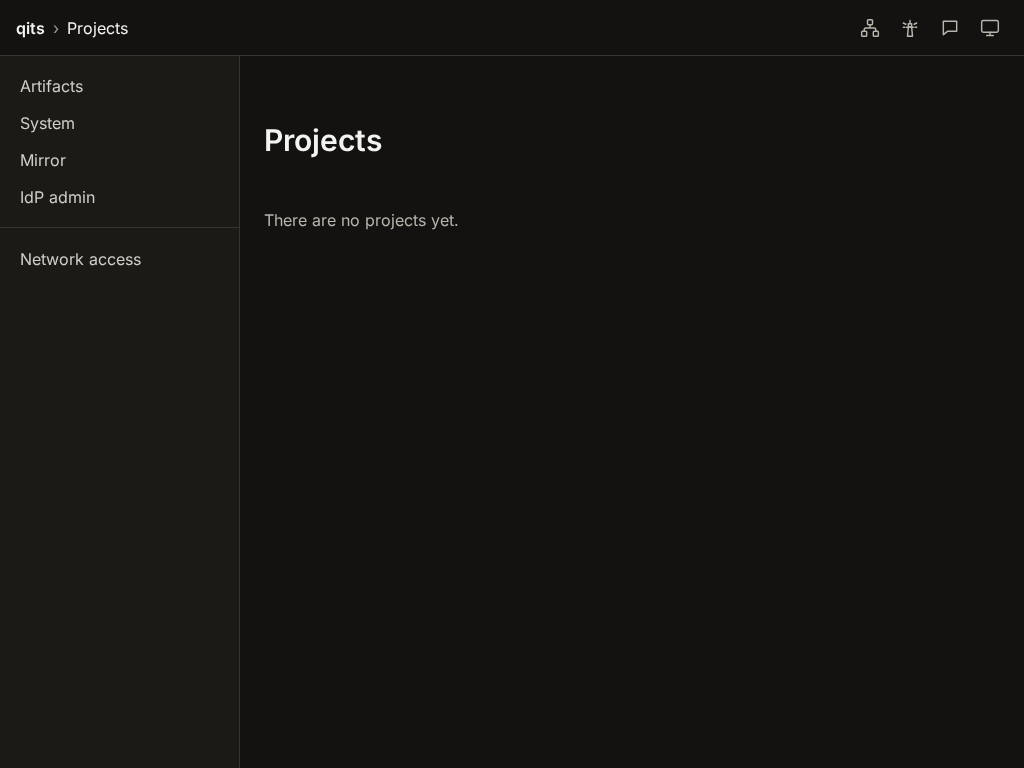 qits › Projects
Artifacts
System
Mirror
IdP admin
Network access
Projects
There are no projects yet.